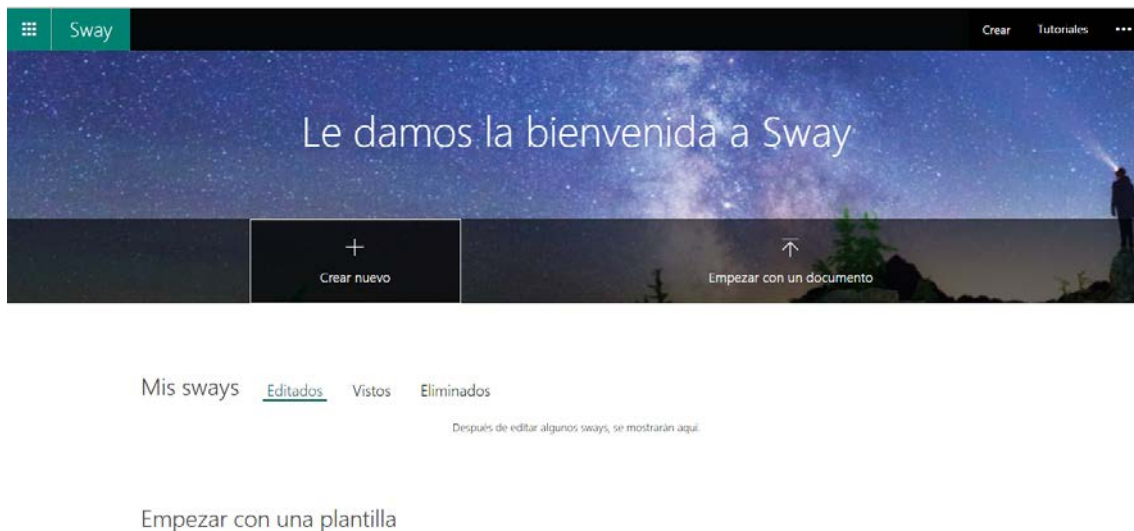 Sway
Crear Tutoriales
Le damos la bienvenida a Sway
Crear nuevo
Empezar con un documento
Mis sways Editados Vistos Eliminados
Después de editar algunos sways, se mostrarán aquí.
Empezar con una plantilla